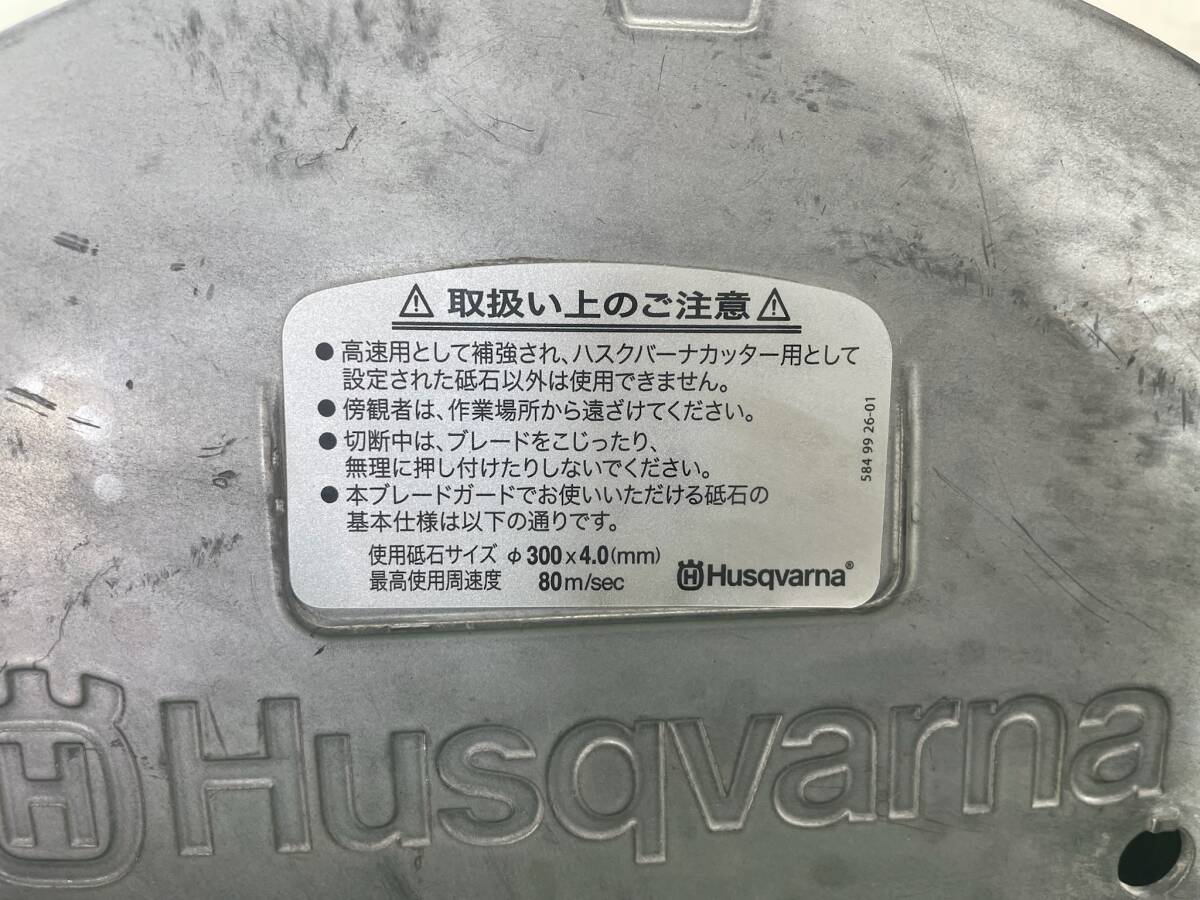 ⚠ 取扱い上のご注意 ⚠
● 高速用として補強され、ハスクバーナカッター用として
設定された砥石以外は使用できません。
● 傍観者は、作業場所から遠ざけてください。
● 切断中は、ブレードをこじったり、
無理に押し付けたりしないでください。
● 本ブレードガードでお使いいただける砥石の
基本仕様は以下の通りです。
使用砥石サイズ φ300x4.0(mm)
最高使用周速度 80m/sec
Husqvarna®
584 99 26-01
Husqvarna